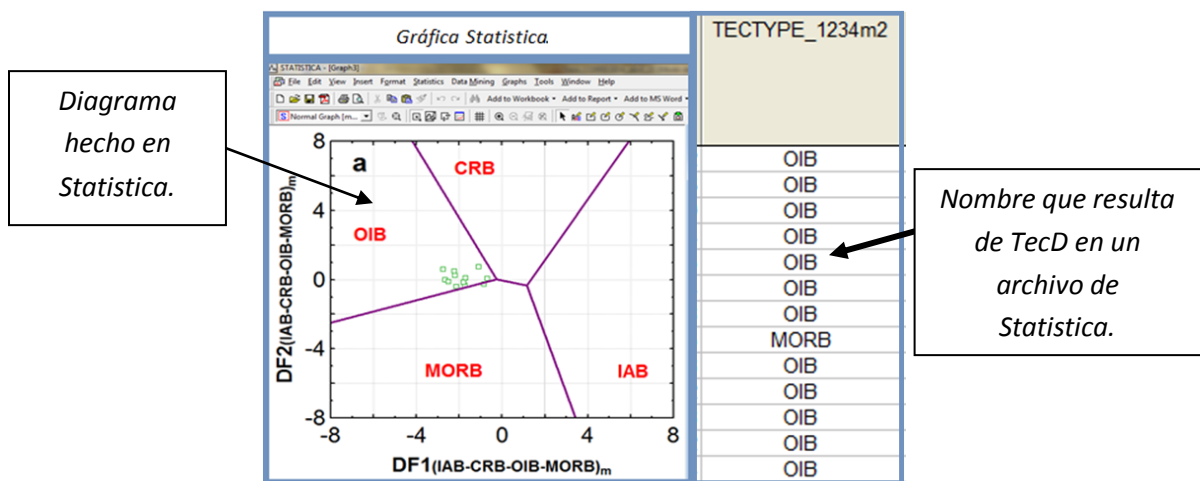 Gráfica Statistica.
TECTYPE_1234m2
STATISTICA - [Graph3]
File Edit View Insert Format Statistics Data Mining Graphs Tools Window Help
Add to Workbook Add to Report Add to MS Word
Normal Graph [m...
Diagrama
hecho en
Statistica.
a
CRB
OIB
MORB
IAB
8
4
0
-4
-8
-8
-4
0
4
8
DF2(IAB-CRB-OIB-MORB)m
DF1(IAB-CRB-OIB-MORB)m
OIB
OIB
OIB
OIB
OIB
OIB
OIB
MORB
OIB
OIB
OIB
OIB
OIB
Nombre que resulta
de TecD en un
archivo de
Statistica.